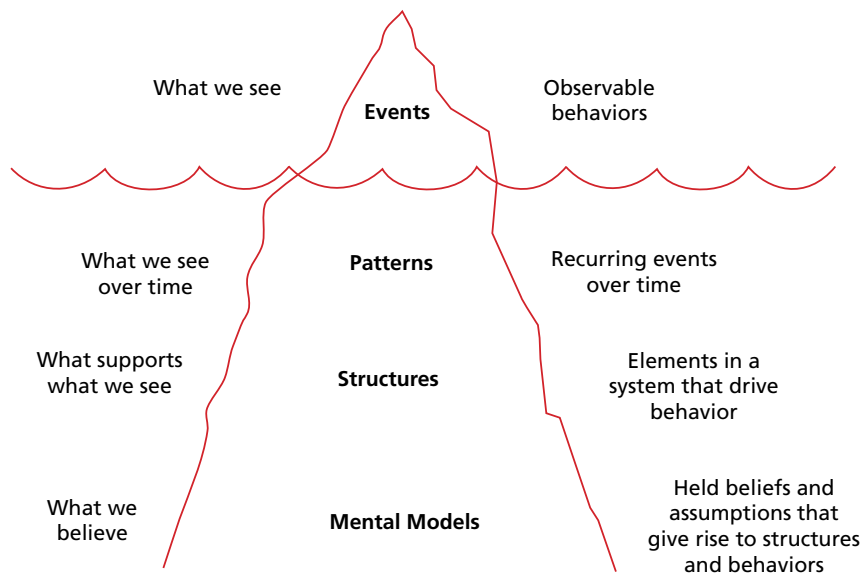 What we see
Events
Observable
behaviors
What we see
over time
Patterns
Recurring events
over time
What supports
what we see
Structures
Elements in a
system that drive
behavior
What we
believe
Mental Models
Held beliefs and
assumptions that
give rise to structures
and behaviors